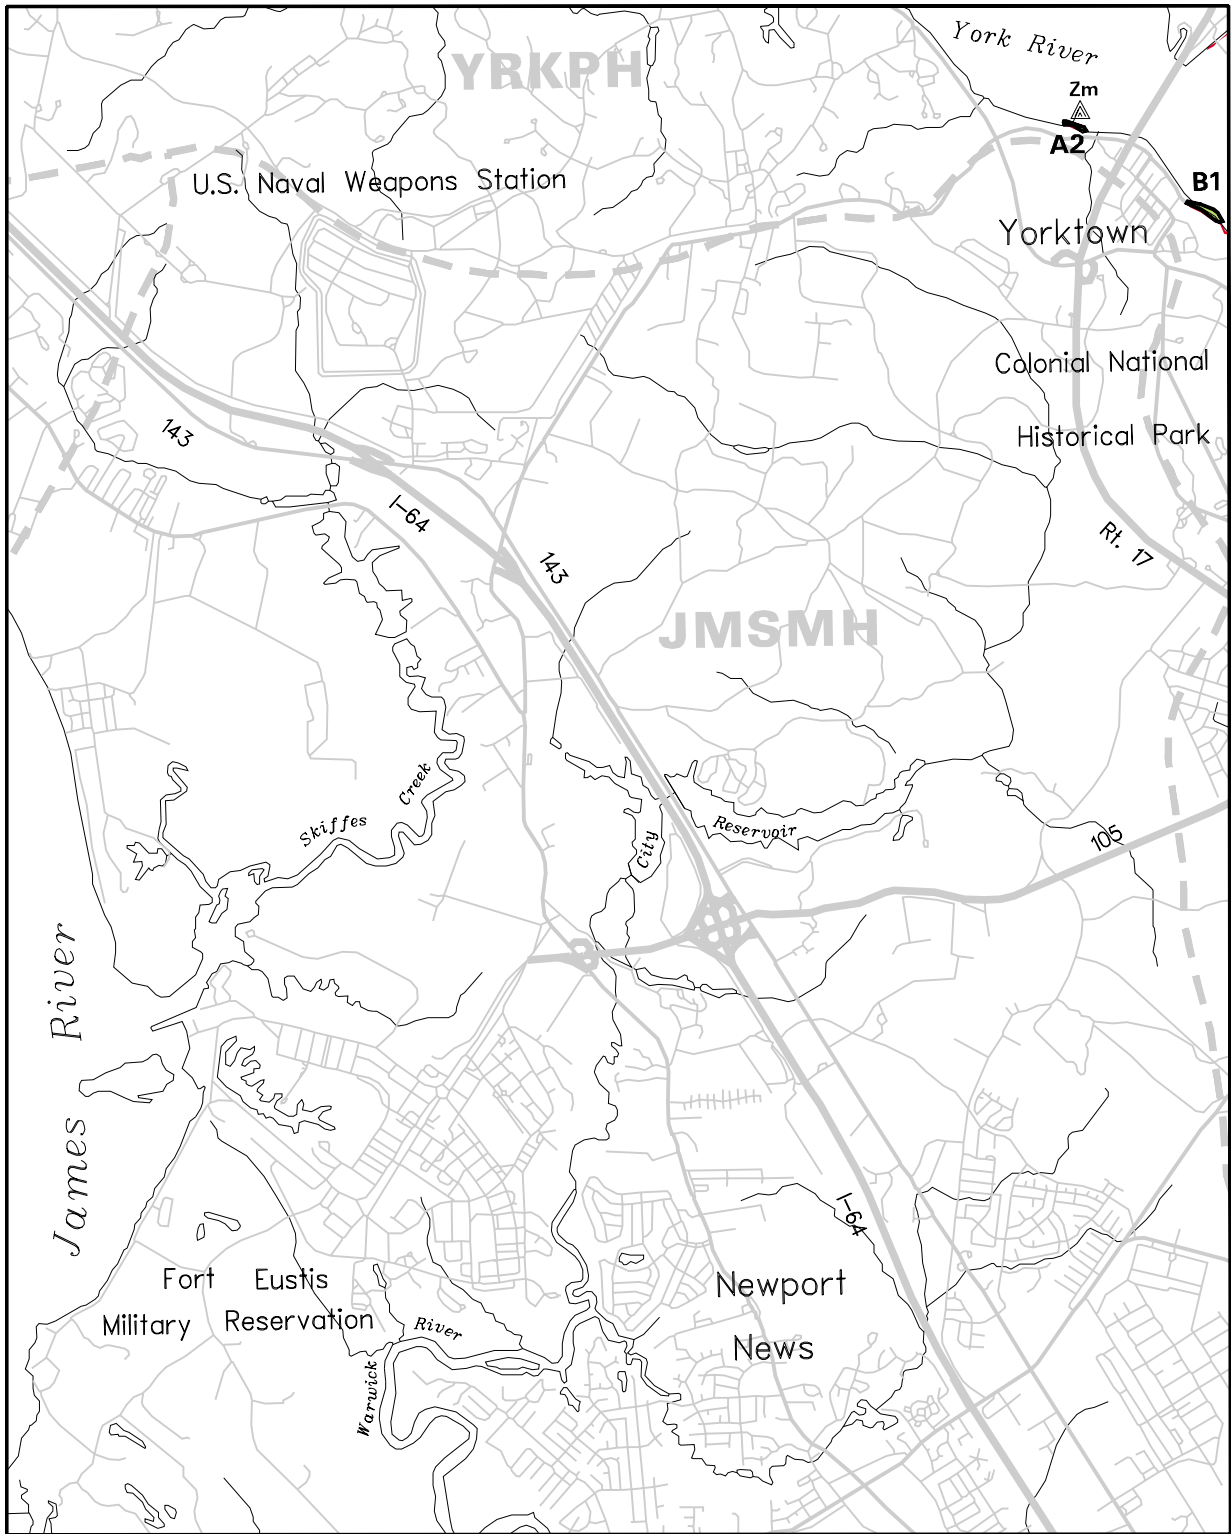 York River
YRKPH
Zm
A2
U.S. Naval Weapons Station
B1
Yorktown
Colonial National
Historical Park
143
I-64
Rt. 17
143
JMSMH
Skiffes Creek
City Reservoir
105
James River
I-64
Fort Eustis
Military Reservation
Newport
News
Warwick River